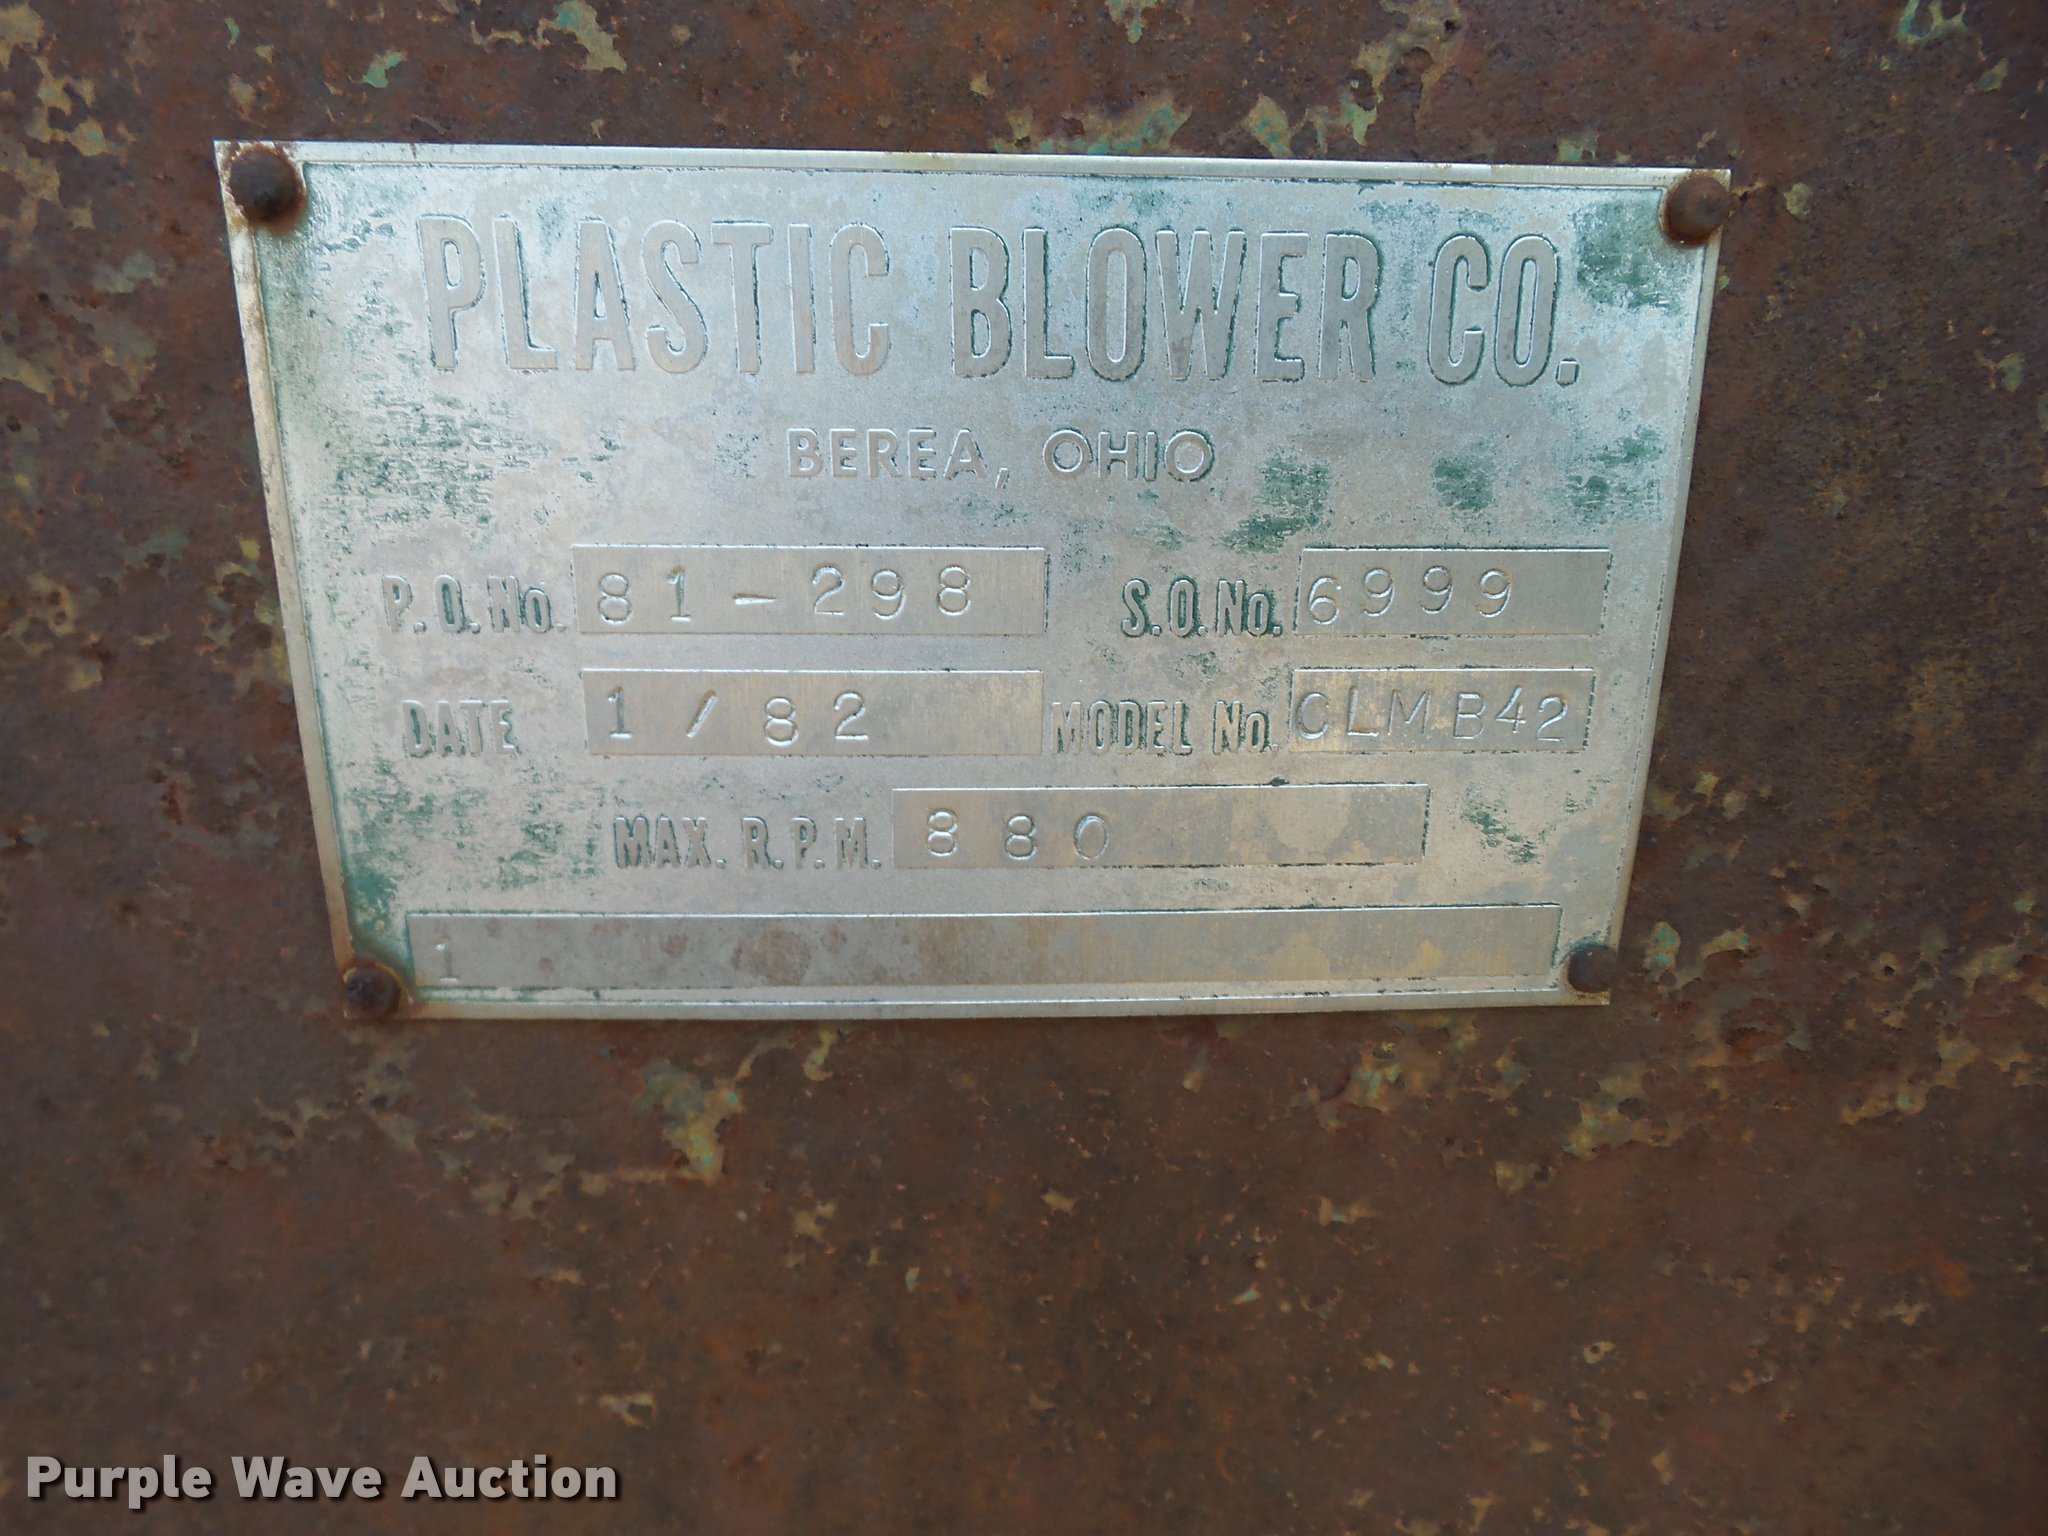 PLASTIC BLOWER CO.
BEREA, OHIO
P.O. No. 81-298 S.O. No. 6999
DATE 1/82 MODEL No. CLMB42
MAX. R.P.M. 880
1
Purple Wave Auction